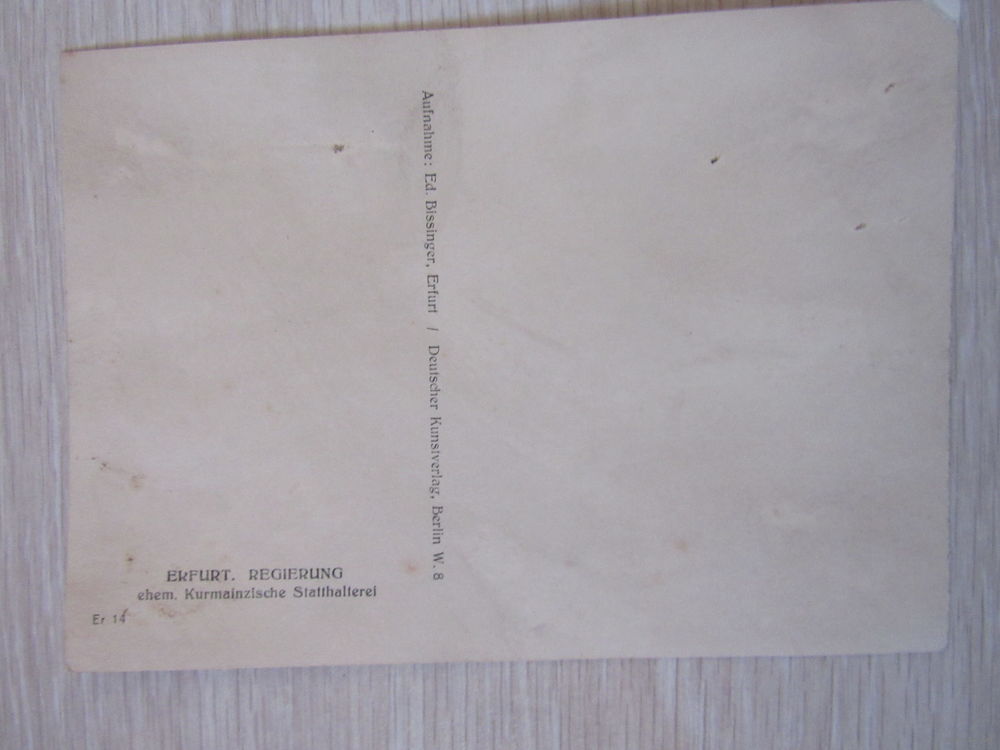 Aufnahme: Ed. Bissinger, Erfurt / Deutscher Kunstverlag, Berlin W. 8
ERFURT. REGIERUNG
ehem. Kurmainzische Statthalterei
Er 14